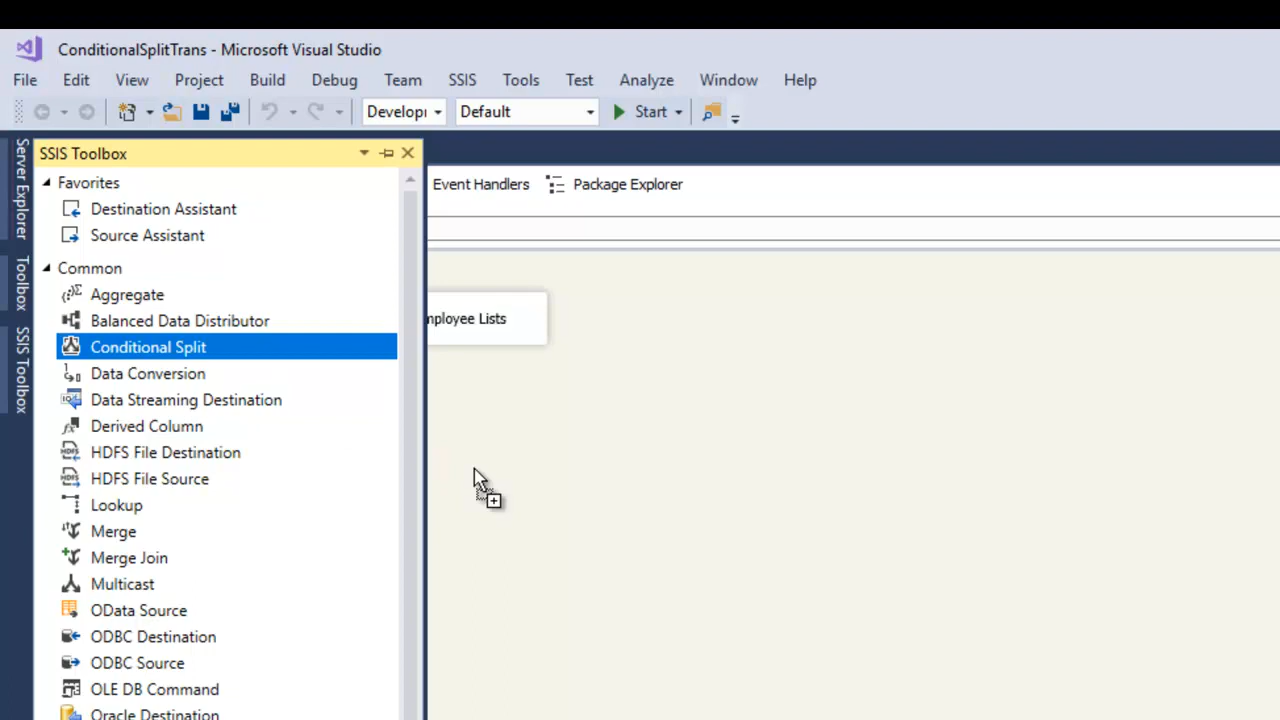 ConditionalSplitTrans - Microsoft Visual Studio
File Edit View Project Build Debug Team SSIS Tools Test Analyze Window Help
Default Start
Server Explorer
Toolbox
SSIS Toolbox
SSIS Toolbox
Favorites
Destination Assistant
Source Assistant
Common
Aggregate
Balanced Data Distributor
Conditional Split
Data Conversion
Data Streaming Destination
Derived Column
HDFS File Destination
HDFS File Source
Lookup
Merge
Merge Join
Multicast
OData Source
ODBC Destination
ODBC Source
OLE DB Command
Oracle Destination
Event Handlers Package Explorer
Lists